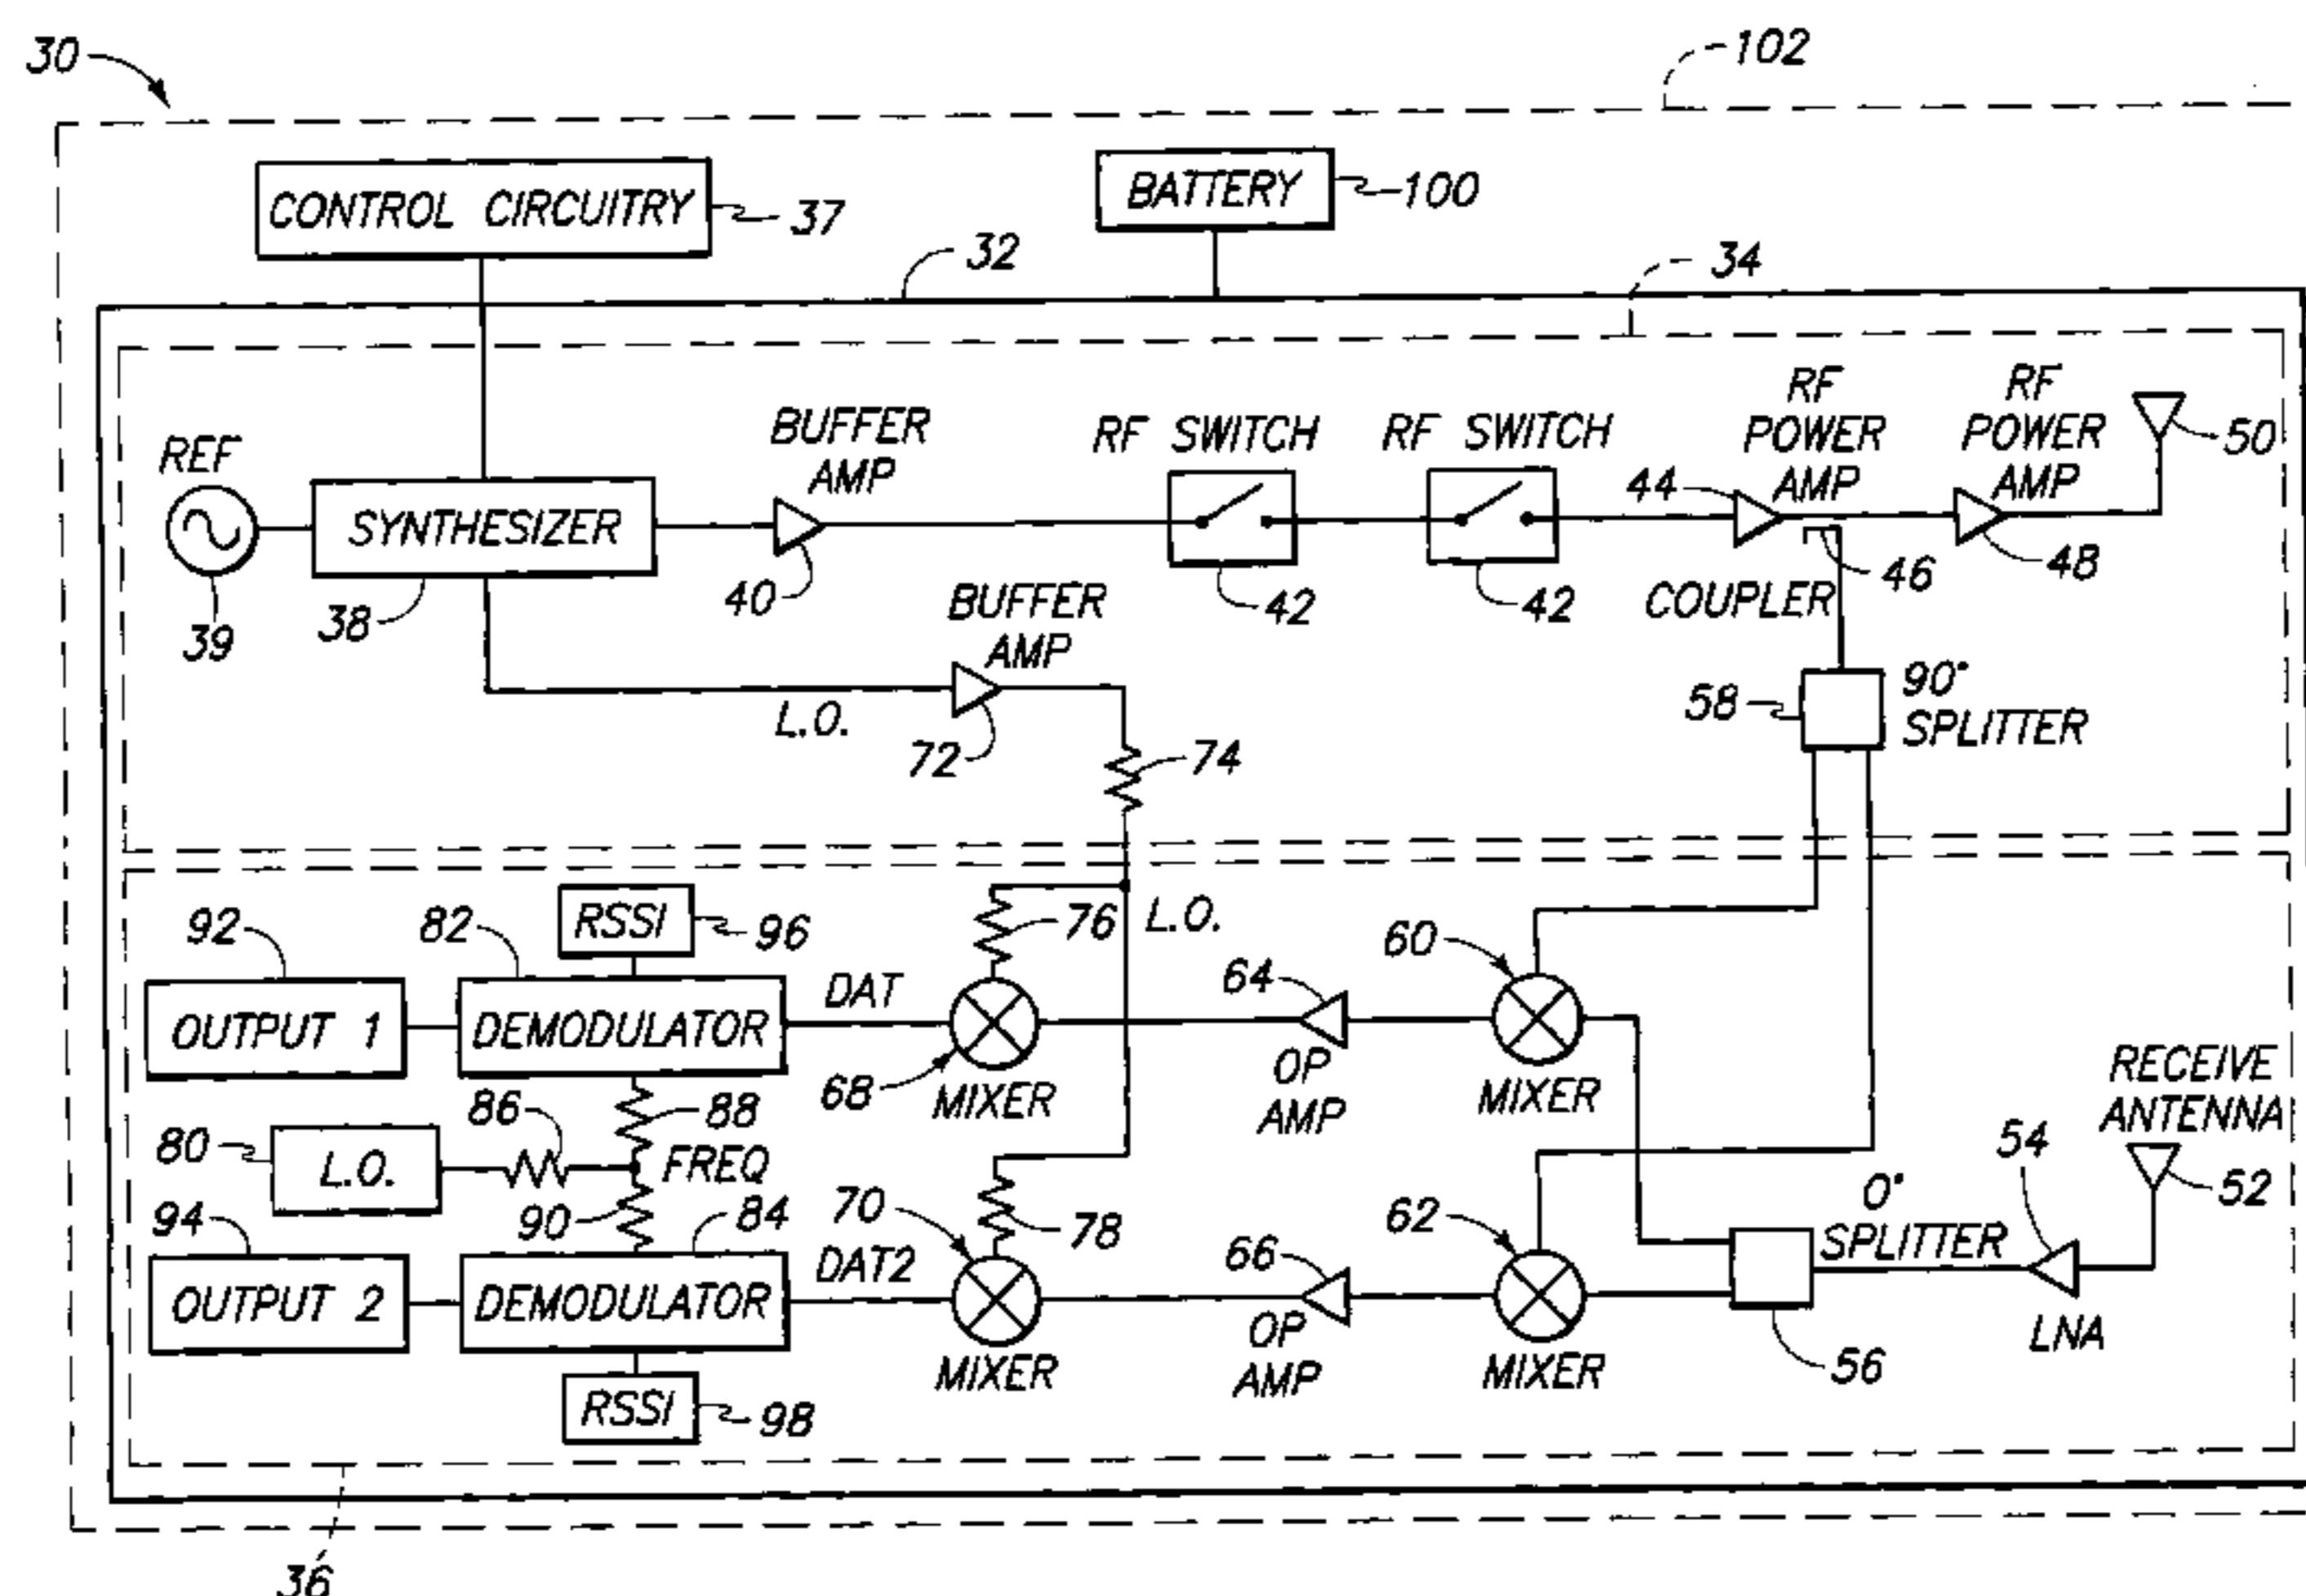 30
102
CONTROL CIRCUITRY
37
BATTERY
100
32
34
REF
39
SYNTHESIZER
38
BUFFER
AMP
40
RF SWITCH
42
RF SWITCH
42
44
RF
POWER
AMP
RF
POWER
AMP
50
46
48
COUPLER
BUFFER
AMP
L.O.
72
74
58
90°
SPLITTER
92
82
RSSI
96
76
L.O.
60
OUTPUT 1
DEMODULATOR
DAT
68
MIXER
64
OP
AMP
MIXER
RECEIVE
ANTENNA
52
86
88
80
L.O.
FREQ
94
90
84
70
78
62
0°
SPLITTER
54
LNA
OUTPUT 2
DEMODULATOR
DAT2
MIXER
66
OP
AMP
MIXER
56
RSSI
98
36